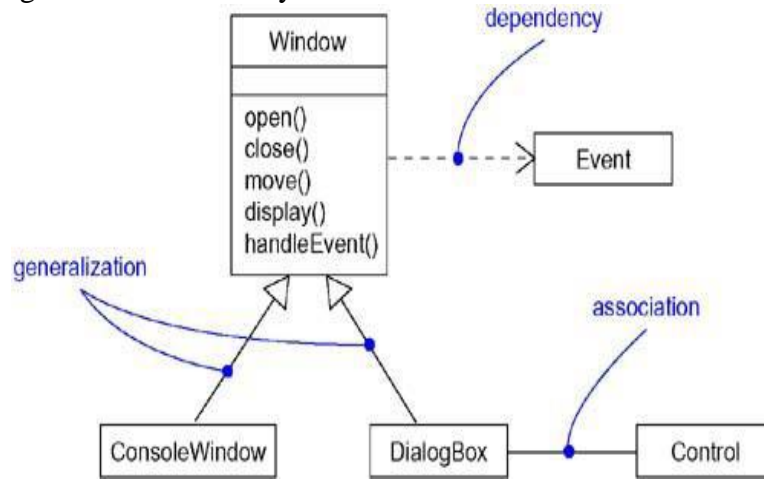 dependency
Window
open()
close()
move()
display()
handleEvent()
Event
generalization
association
ConsoleWindow
DialogBox
Control